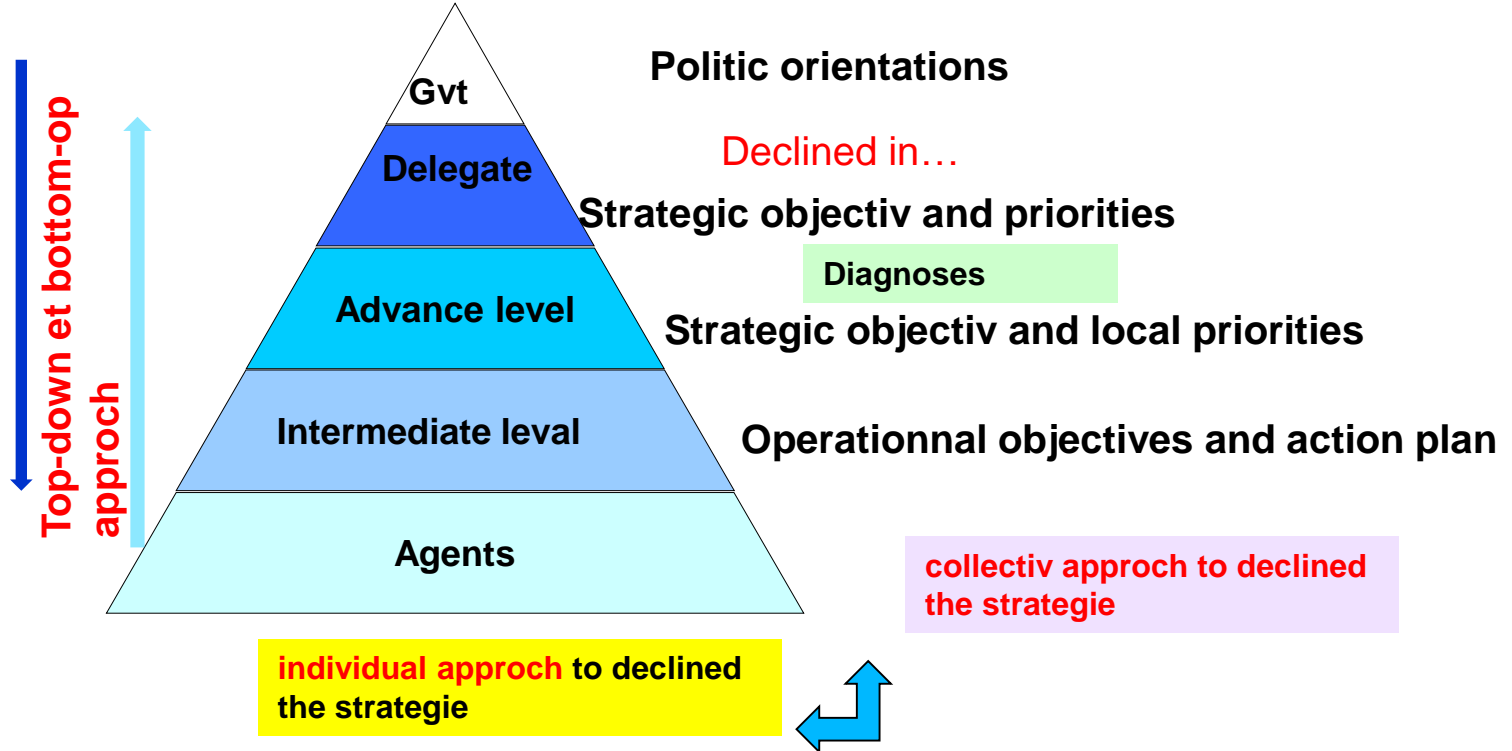 Top-down et bottom-op
approch
Gvt
Politic orientations
Declined in…
Delegate
Strategic objectiv and priorities
Diagnoses
Advance level
Strategic objectiv and local priorities
Intermediate leval
Operationnal objectives and action plan
Agents
collectiv approch to declined
the strategie
individual approch to declined
the strategie